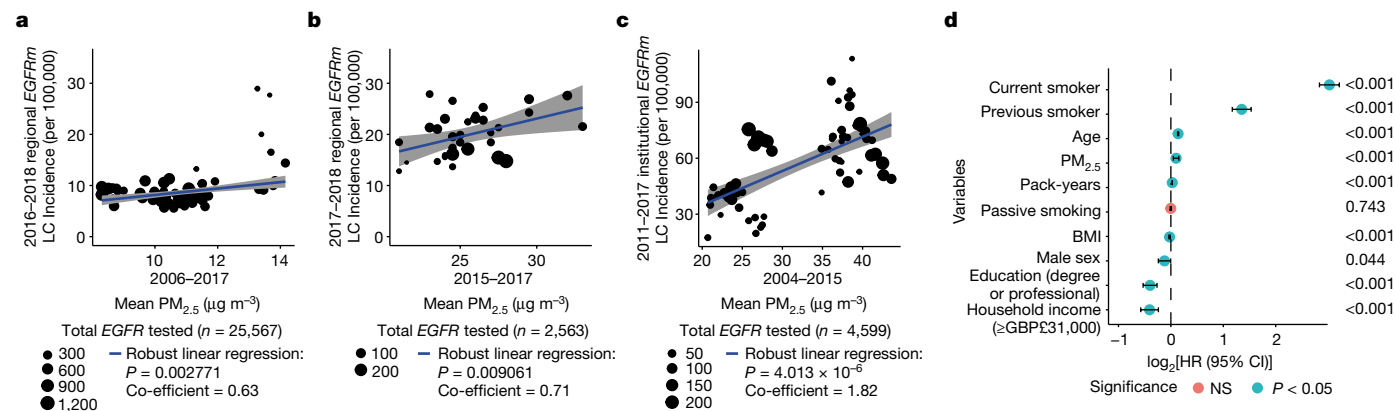 a
2016–2018 regional EGFRm
LC Incidence (per 100,000)
30
20
10
0
10
12
14
2006–2017
Mean PM2.5 (μg m–3)
Total EGFR tested (n = 25,567)
300
600
900
1,200
Robust linear regression:
P = 0.002771
Co-efficient = 0.63
b
2017–2018 regional EGFRm
LC Incidence (per 100,000)
30
20
10
0
25
30
2015–2017
Mean PM2.5 (μg m–3)
Total EGFR tested (n = 2,563)
100
200
Robust linear regression:
P = 0.009061
Co-efficient = 0.71
c
2011–2017 institutional EGFRm
LC Incidence (per 100,000)
90
60
30
20
25
30
35
40
2004–2015
Mean PM2.5 (μg m–3)
Total EGFR tested (n = 4,599)
50
100
150
200
Robust linear regression:
P = 4.013 × 10–6
Co-efficient = 1.82
d
Variables
Current smoker <0.001
Previous smoker <0.001
Age <0.001
PM2.5 <0.001
Pack-years <0.001
Passive smoking 0.743
BMI <0.001
Male sex 0.044
Education (degree
or professional) <0.001
Household income <0.001
(≥GBP£31,000)
–1 0 1 2
log2[HR (95% CI)]
Significance NS P < 0.05